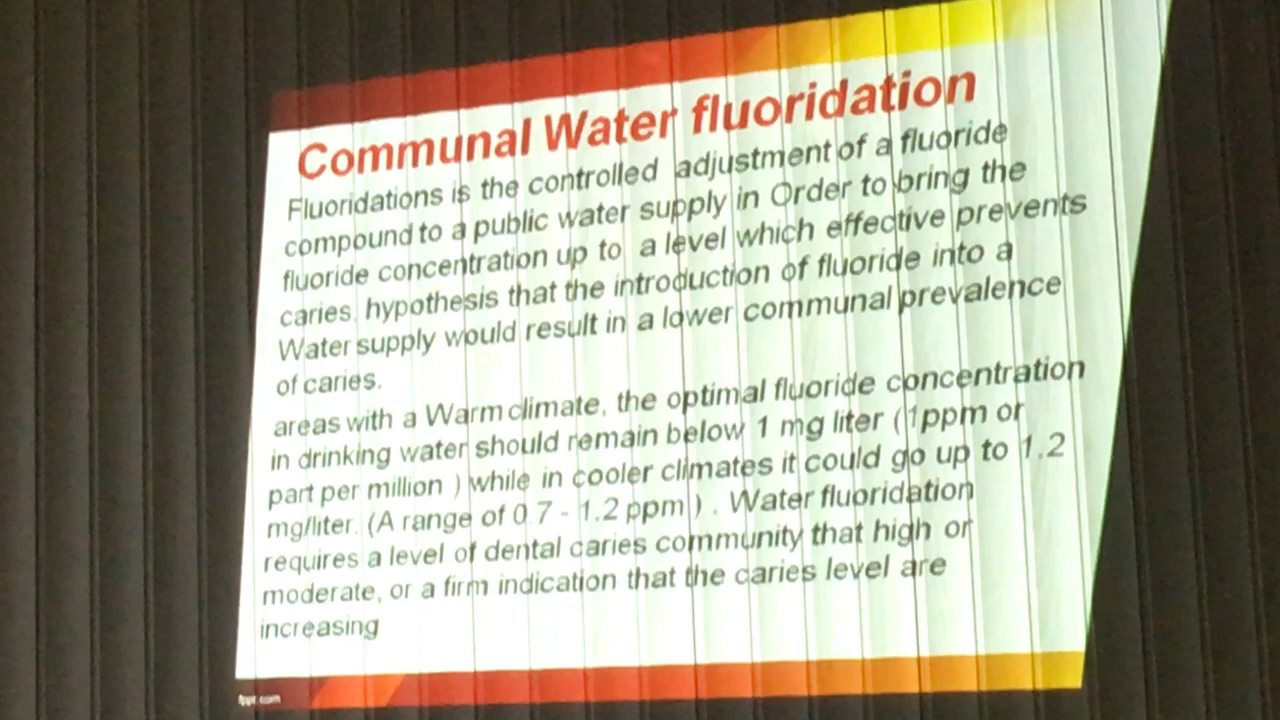 Communal Water fluoridation
Fluoridations is the controlled adjustment of a fluoride
compound to a public water supply in Order to bring the
fluoride concentration up to a level which effective prevents
caries. hypothesis that the introduction of fluoride into a
Water supply would result in a lower communal prevalence
of caries.
areas with a Warm climate, the optimal fluoride concentration
in drinking water should remain below 1 mg liter (1ppm or
part per million ) while in cooler climates it could go up to 1.2
mg/liter. (A range of 0.7 - 1.2 ppm ) . Water fluoridation
requires a level of dental caries community that high or
moderate, or a firm indication that the caries level are
increasing
fppt.com